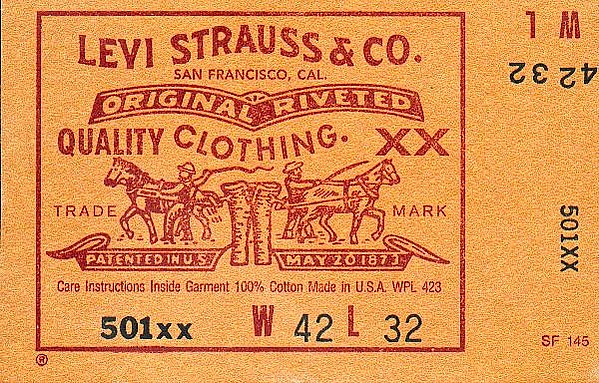 LEVI STRAUSS & CO.
SAN FRANCISCO, CAL.
ORIGINAL RIVETED
QUALITY CLOTHING. XX
TRADE MARK
PATENTED IN U.S. MAY 20 1873
Care Instructions Inside Garment 100% Cotton Made in U.S.A. WPL 423
501xx W 42 L 32
®
W L
42 32
501XX
SF 145